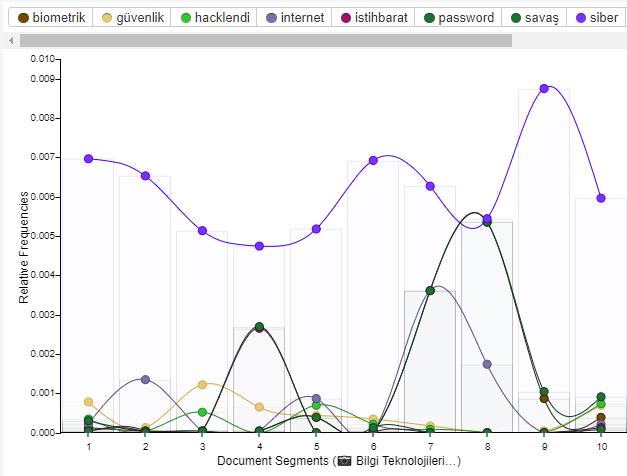 biometrik güvenlik hacklendi internet istihbarat password savaş siber
0.010
0.009
0.008
0.007
0.006
0.005
0.004
0.003
0.002
0.001
0.000
Relative Frequencies
1 2 3 4 5 6 7 8 9 10
Document Segments (Bilgi Teknolojileri…)